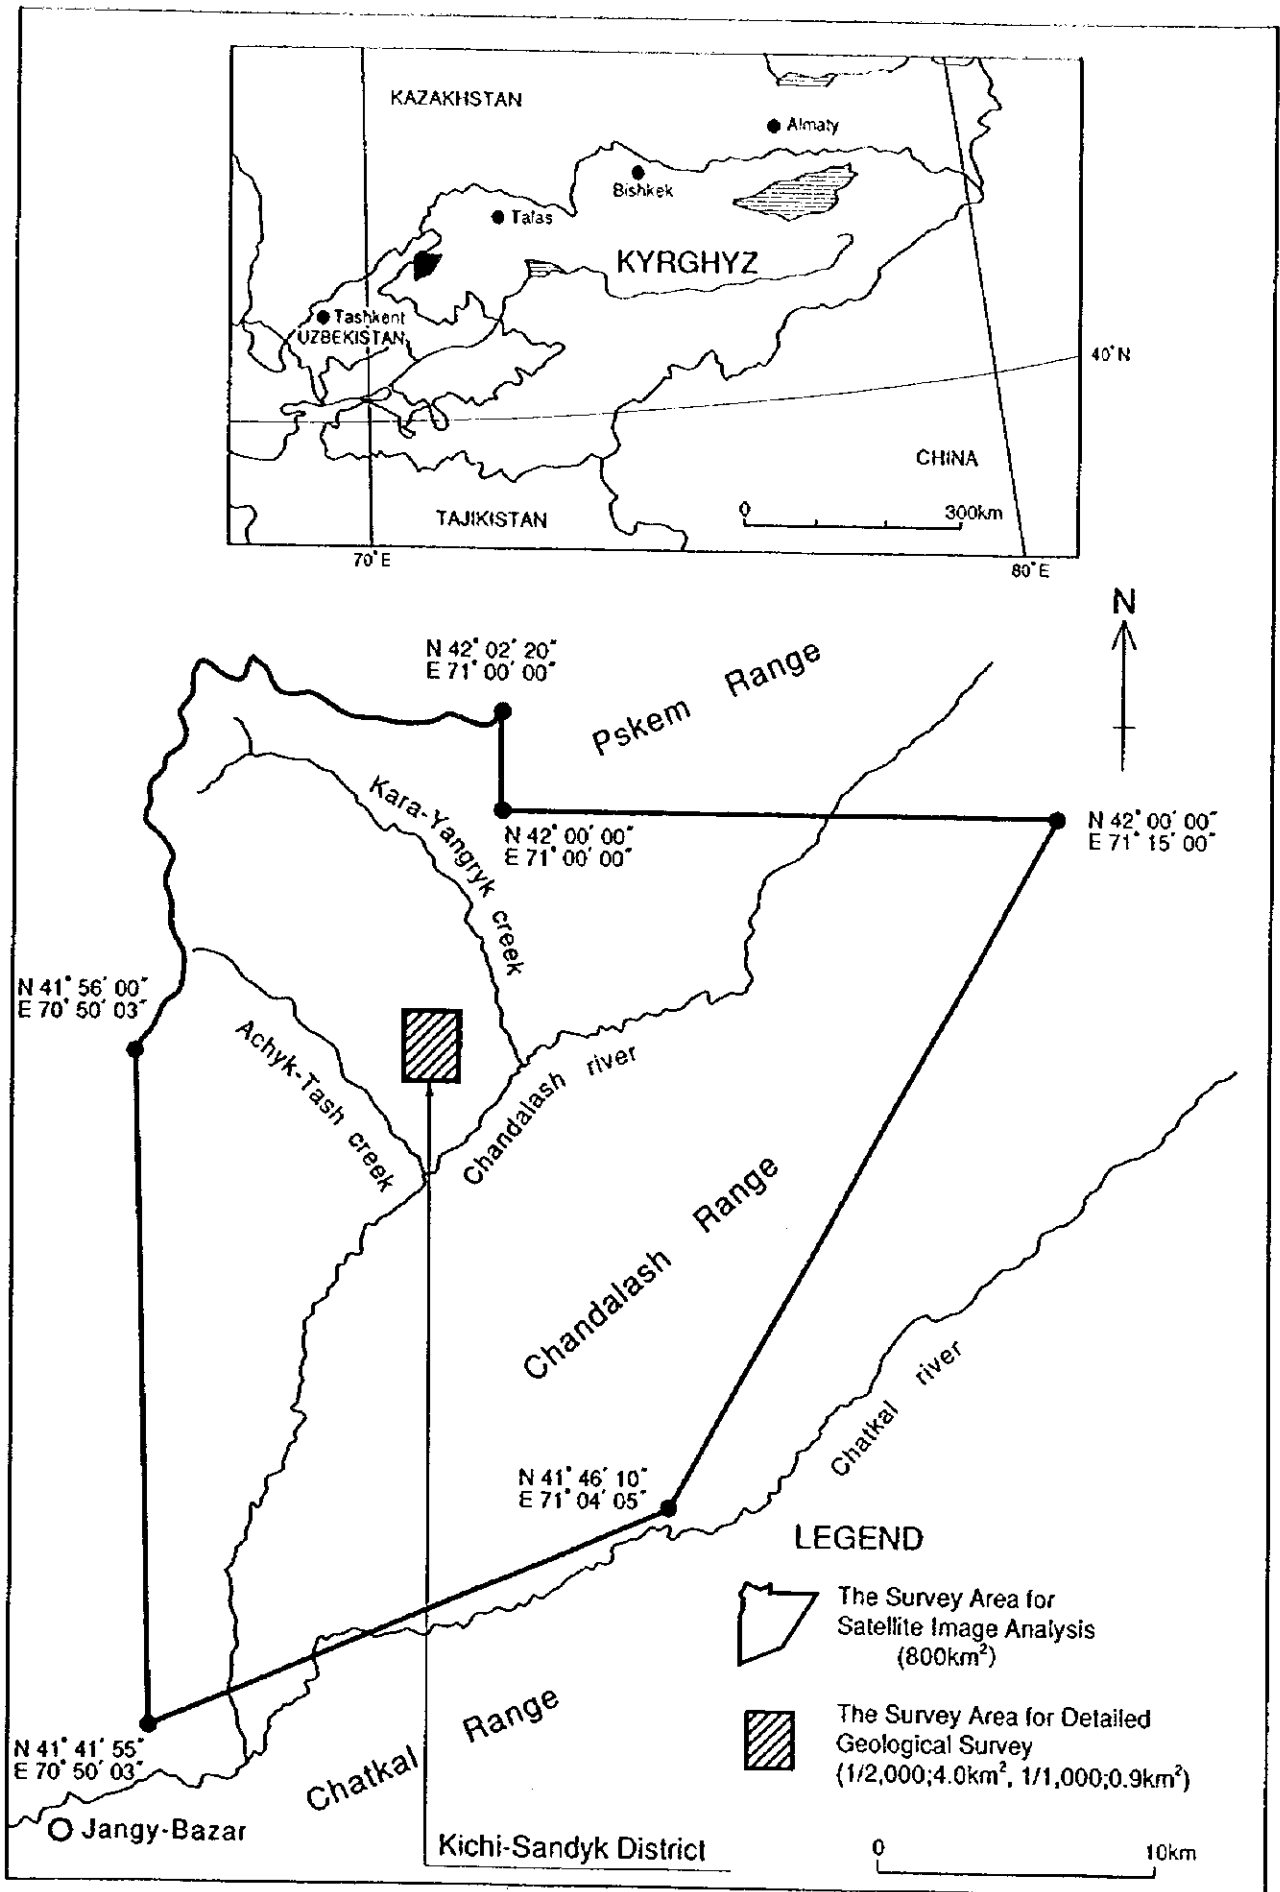 KAZAKHSTAN
Almaty
Bishkek
Talas
KYRGHYZ
Tashkent
UZBEKISTAN
40°N
CHINA
TAJIKISTAN
0 300km
70°E
80°E
N
N 42° 02′ 20″
E 71° 00′ 00″
Pskem Range
Kara-Yangryk creek
N 42° 00′ 00″
E 71° 00′ 00″
N 42° 00′ 00″
E 71° 15′ 00″
N 41° 56′ 00″
E 70° 50′ 03″
Achyk-Tash creek
Chandalash river
Chandalash Range
Chatkal river
N 41° 46′ 10″
E 71° 04′ 05″
LEGEND
The Survey Area for
Satellite Image Analysis
(800km²)
The Survey Area for Detailed
Geological Survey
(1/2,000;4.0km², 1/1,000;0.9km²)
N 41° 41′ 55″
E 70° 50′ 03″
Chatkal Range
Jangy-Bazar
Kichi-Sandyk District
0 10km